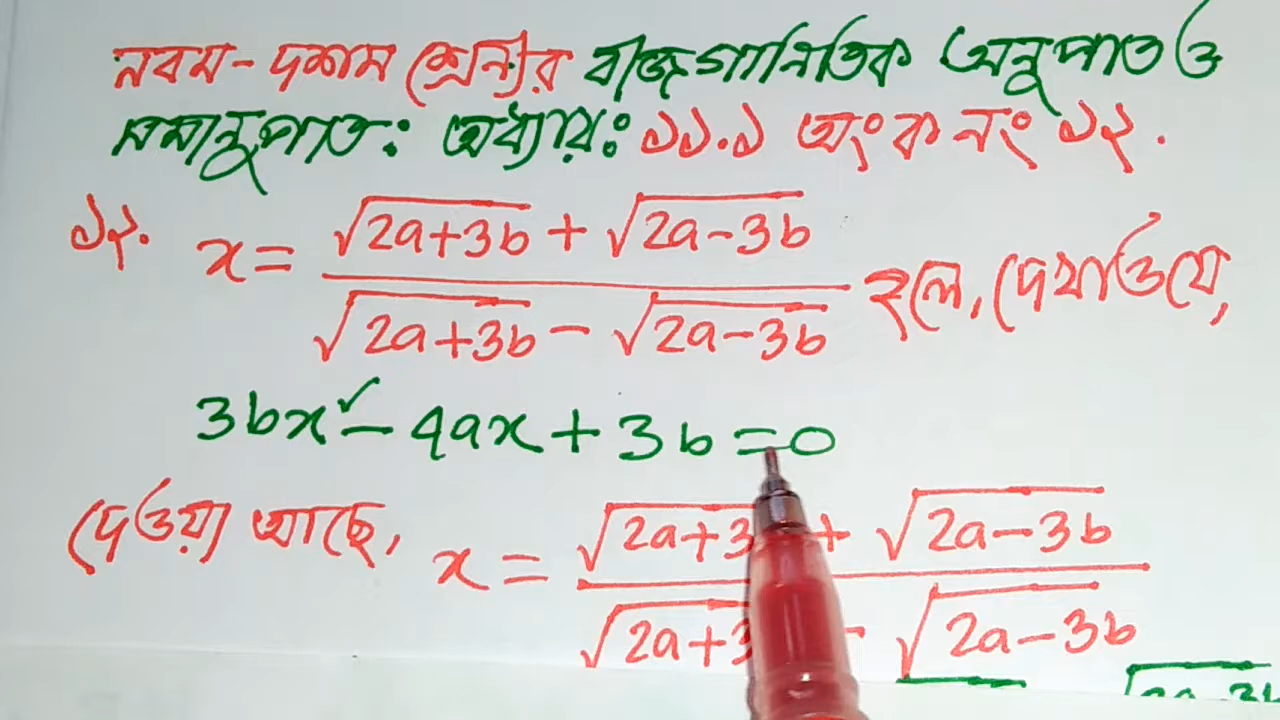 নবম-দশম শ্রেণীর বীজগানিতিক অনুপাত ও
সমানুপাত: অধ্যায়: ১১.১ অংক নং ১২.
১২. x = (√(2a+3b) + √(2a-3b)) / (√(2a+3b) - √(2a-3b)) হলে, দেখাও যে,
3bx² - 4ax + 3b = 0
দেওয়া আছে, x = (√(2a+3 + √(2a-3b)) / (√(2a+3 - √(2a-3b))